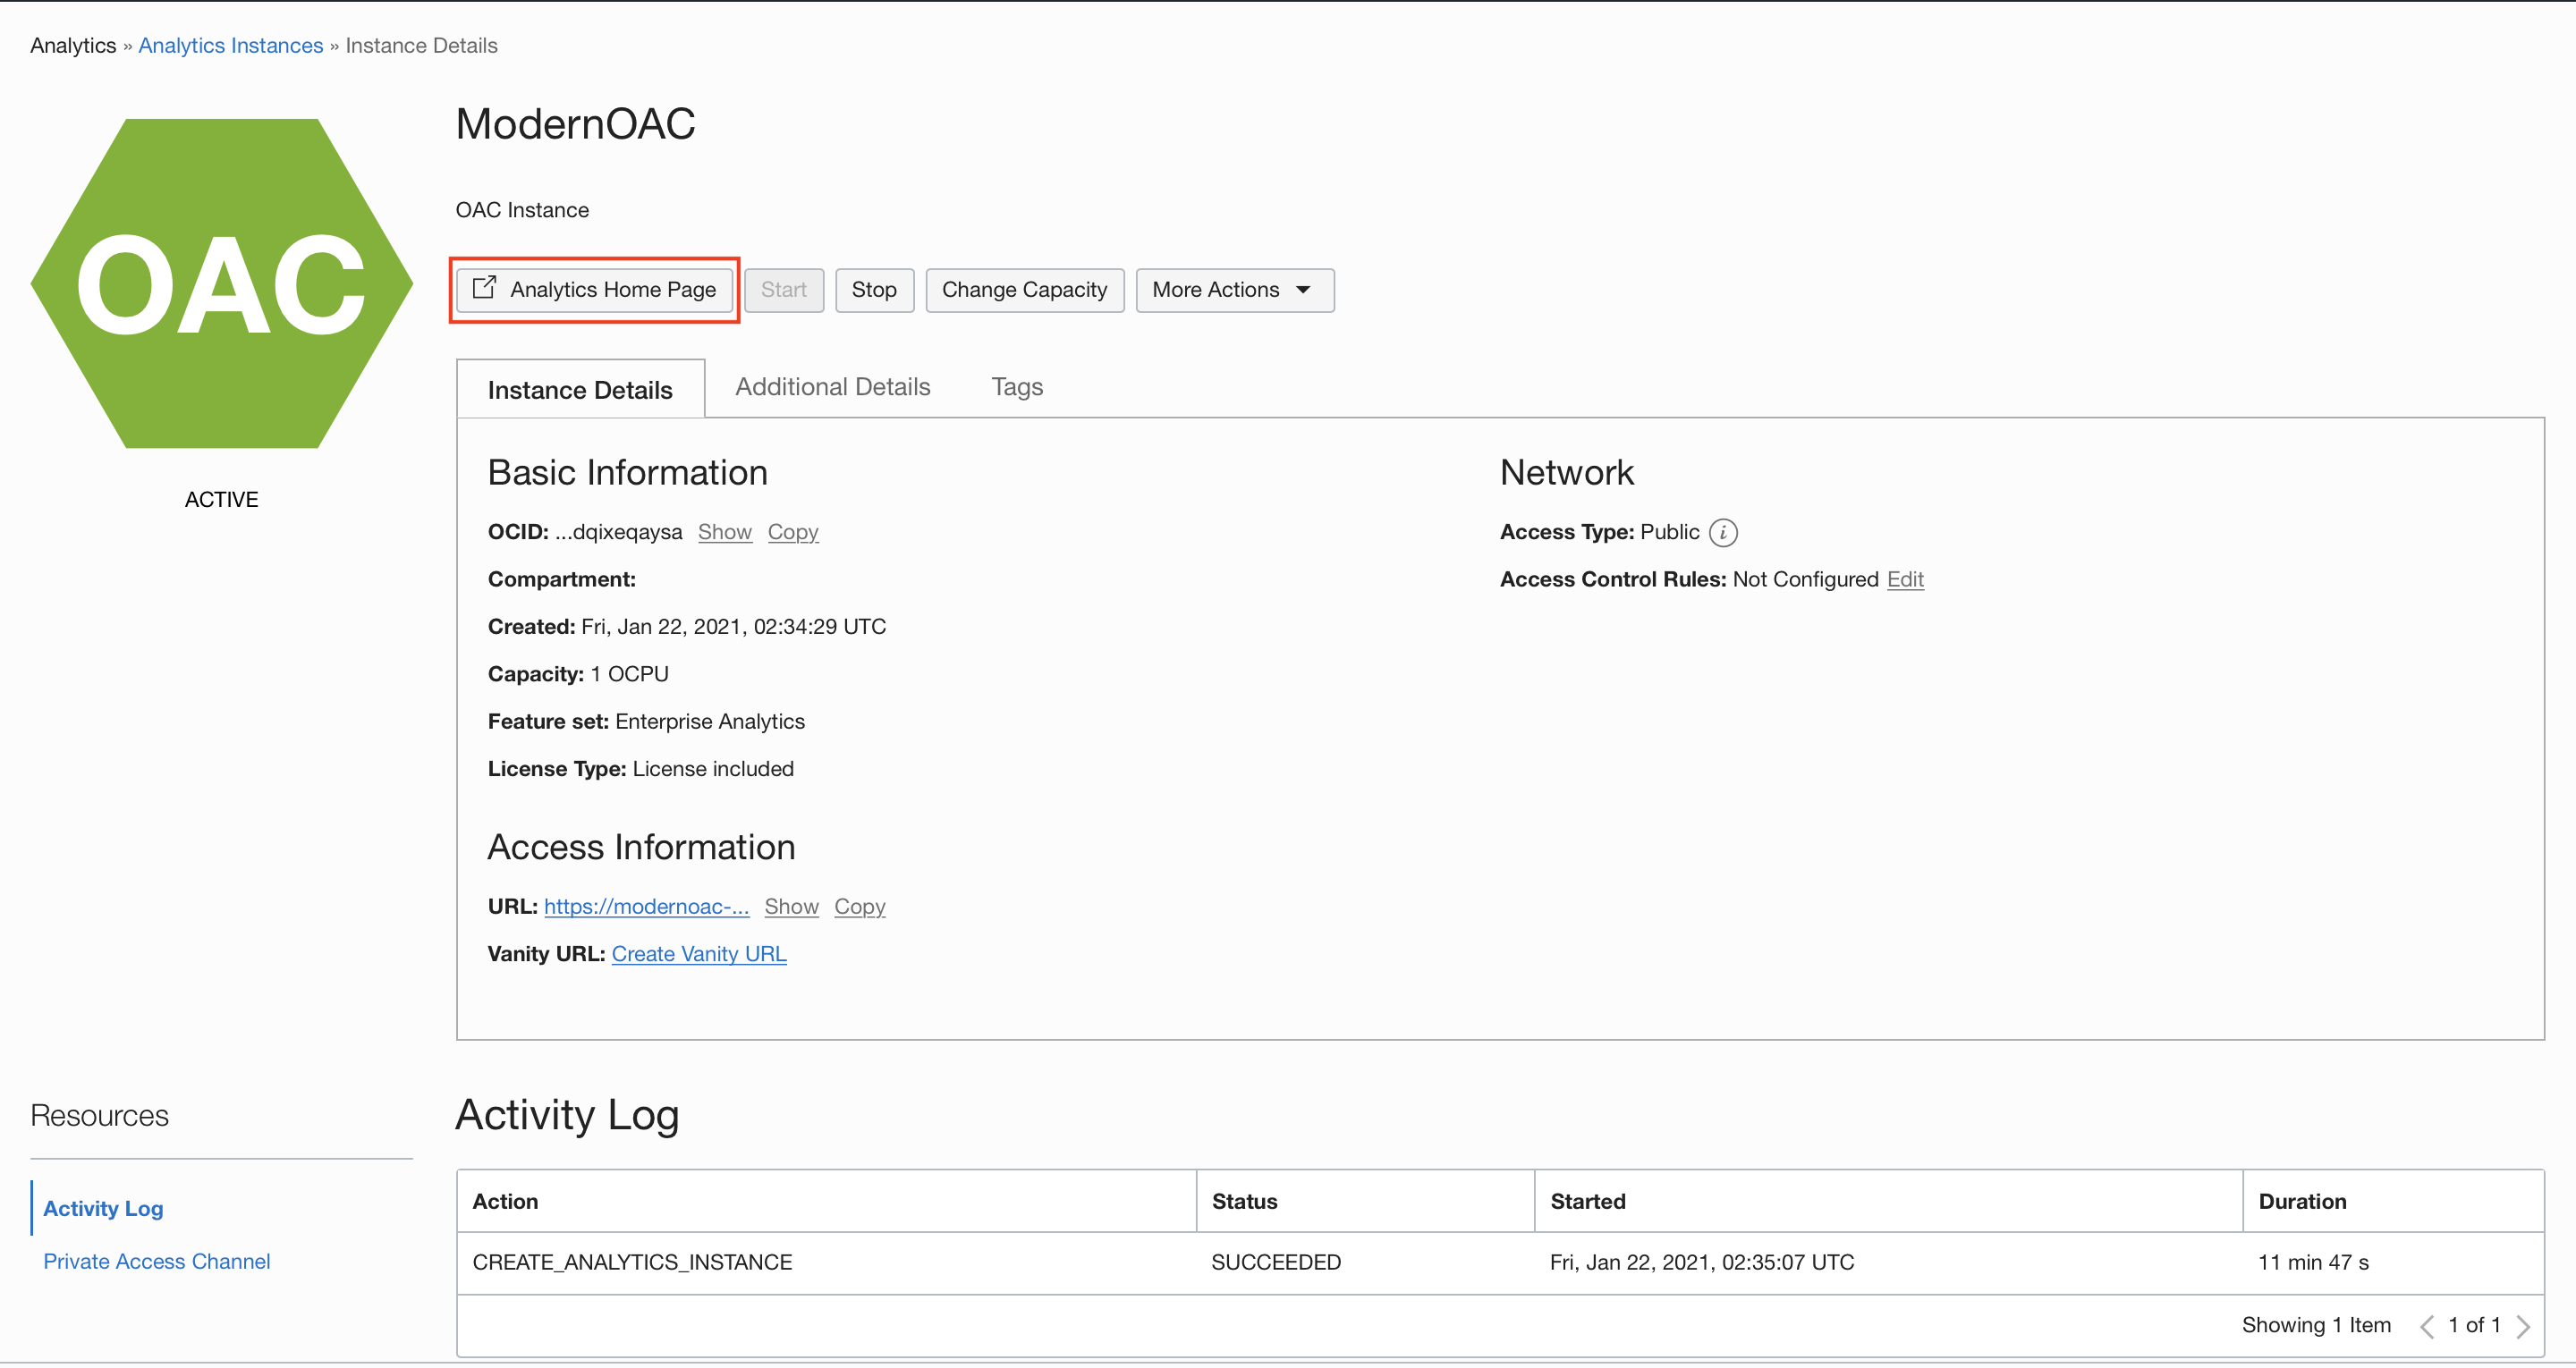 Analytics » Analytics Instances » Instance Details
OAC
ACTIVE
ModernOAC
OAC Instance
Analytics Home Page Start Stop Change Capacity More Actions
Instance Details Additional Details Tags
Basic Information
OCID: ...dqixeqaysa Show Copy
Compartment:
Created: Fri, Jan 22, 2021, 02:34:29 UTC
Capacity: 1 OCPU
Feature set: Enterprise Analytics
License Type: License included
Access Information
URL: https://modernoac-... Show Copy
Vanity URL: Create Vanity URL
Network
Access Type: Public i
Access Control Rules: Not Configured Edit
Resources
Activity Log
Private Access Channel
Activity Log
Action Status Started Duration
CREATE_ANALYTICS_INSTANCE SUCCEEDED Fri, Jan 22, 2021, 02:35:07 UTC 11 min 47 s
Showing 1 Item < 1 of 1 >